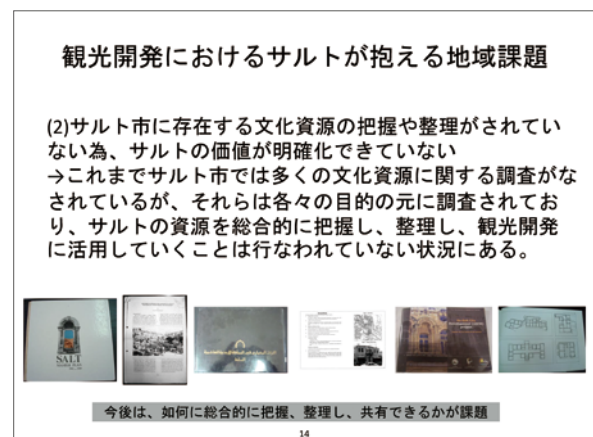 観光開発におけるサルトが抱える地域課題
(2)サルト市に存在する文化資源の把握や整理がされてい
ない為、サルトの価値が明確化できていない
→これまでサルト市では多くの文化資源に関する調査がな
されているが、それらは各々の目的の元に調査されてお
り、サルトの資源を総合的に把握し、整理し、観光開発
に活用していくことは行なわれていない状況にある。
SALT
今後は、如何に総合的に把握、整理し、共有できるかが課題
14